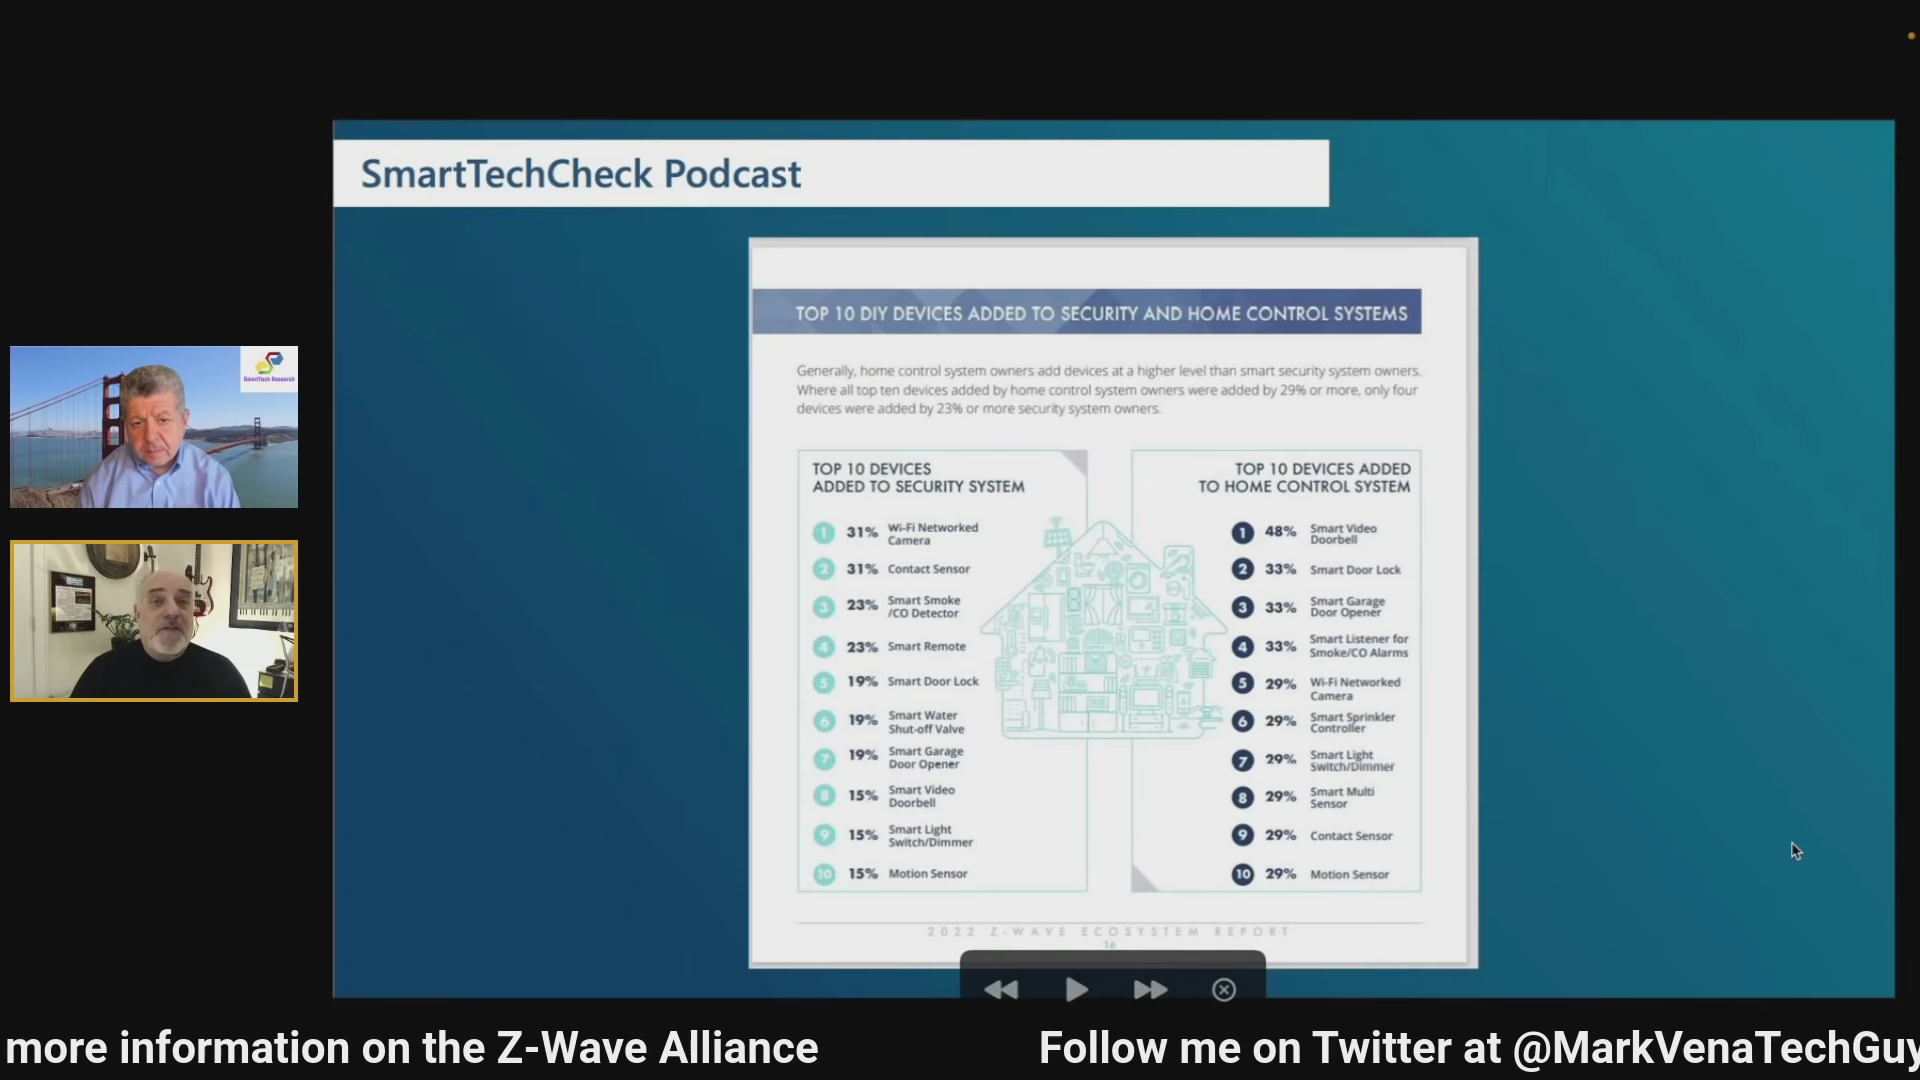 SmartTechCheck Podcast
SmartTech Research
TOP 10 DIY DEVICES ADDED TO SECURITY AND HOME CONTROL SYSTEMS
Generally, home control system owners add devices at a higher level than smart security system owners.
Where all top ten devices added by home control system owners were added by 29% or more, only four
devices were added by 23% or more security system owners.
TOP 10 DEVICES
ADDED TO SECURITY SYSTEM
1 31% Wi-Fi Networked
Camera
2 31% Contact Sensor
3 23% Smart Smoke
/CO Detector
4 23% Smart Remote
5 19% Smart Door Lock
6 19% Smart Water
Shut-off Valve
7 19% Smart Garage
Door Opener
8 15% Smart Video
Doorbell
9 15% Smart Light
Switch/Dimmer
10 15% Motion Sensor
TOP 10 DEVICES ADDED
TO HOME CONTROL SYSTEM
1 48% Smart Video
Doorbell
2 33% Smart Door Lock
3 33% Smart Garage
Door Opener
4 33% Smart Listener for
Smoke/CO Alarms
5 29% Wi-Fi Networked
Camera
6 29% Smart Sprinkler
Controller
7 29% Smart Light
Switch/Dimmer
8 29% Smart Multi
Sensor
9 29% Contact Sensor
10 29% Motion Sensor
2022 Z-WAVE ECOSYSTEM REPORT
16
more information on the Z-Wave Alliance
Follow me on Twitter at @MarkVenaTechGuy